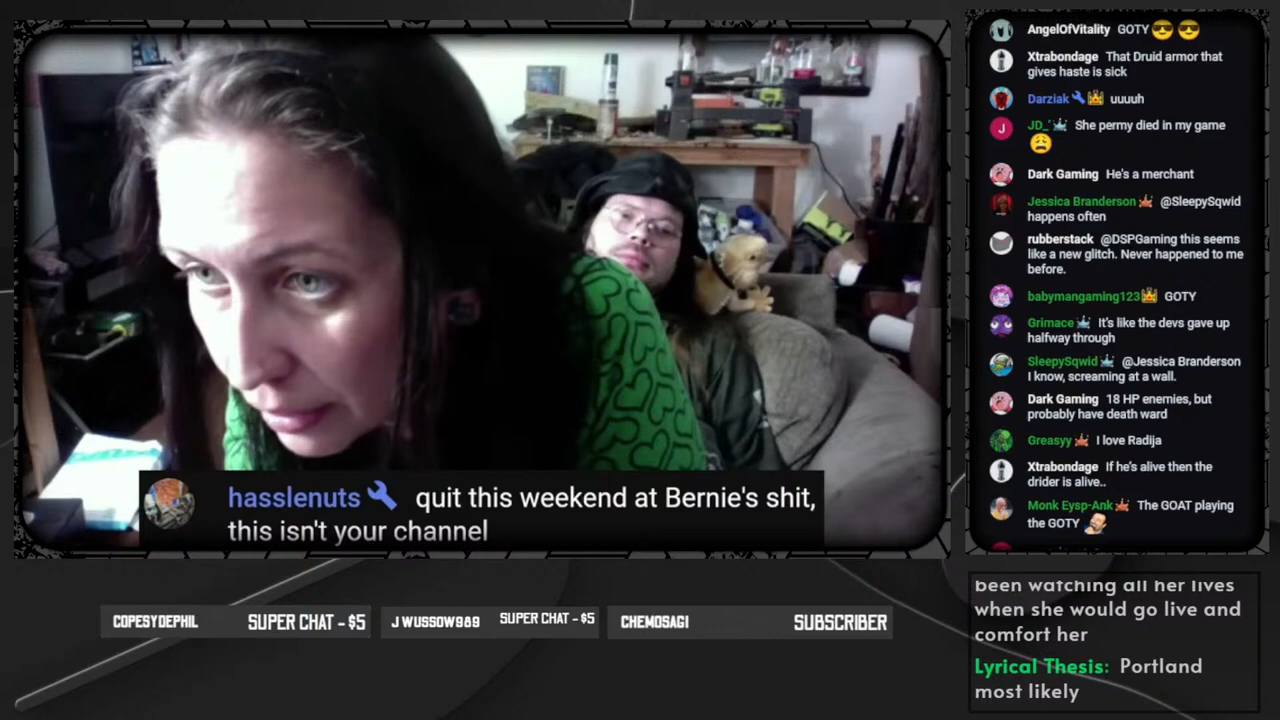 hasslenuts quit this weekend at Bernie's shit,
this isn't your channel
COPESYDEPHIL SUPER CHAT - $5
J WUSSOW989 SUPER CHAT - $5
CHEMOSAGI SUBSCRIBER
AngelOfVitality GOTY
Xtrabondage That Druid armor that
gives haste is sick
Darziak uuuuh
JD_' She permy died in my game
Dark Gaming He's a merchant
Jessica Branderson @SleepySqwid
happens often
rubberstack @DSPGaming this seems
like a new glitch. Never happened to me
before.
babymangaming123 GOTY
Grimace It's like the devs gave up
halfway through
SleepySqwid @Jessica Branderson
I know, screaming at a wall.
Dark Gaming 18 HP enemies, but
probably have death ward
Greasyy I love Radija
Xtrabondage If he's alive then the
drider is alive..
Monk Eysp-Ank The GOAT playing
the GOTY
been watching all her lives
when she would go live and
comfort her
Lyrical Thesis: Portland
most likely